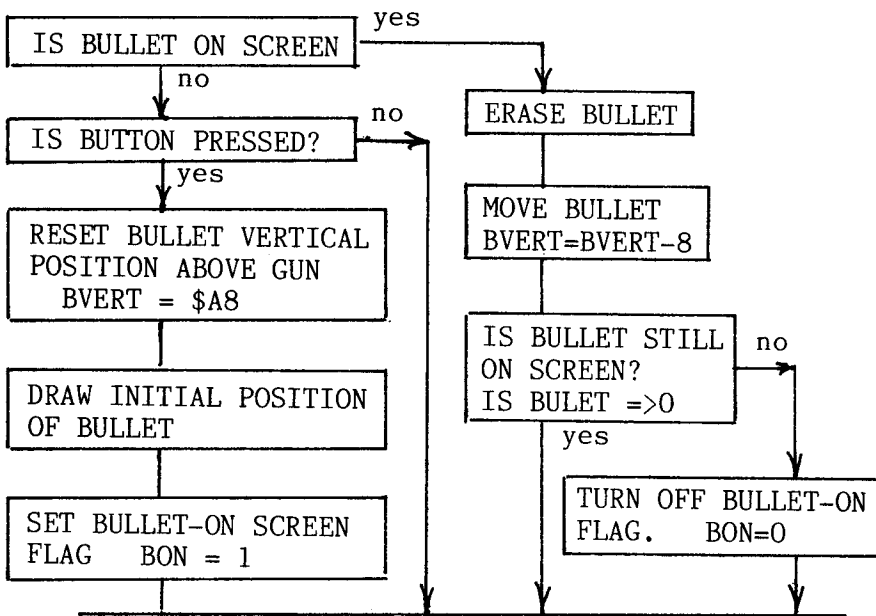 IS BULLET ON SCREEN
yes
no
IS BUTTON PRESSED?
no
yes
RESET BULLET VERTICAL
POSITION ABOVE GUN
BVERT = $A8
DRAW INITIAL POSITION
OF BULLET
SET BULLET-ON SCREEN
FLAG BON = 1
ERASE BULLET
MOVE BULLET
BVERT=BVERT-8
IS BULLET STILL
ON SCREEN?
IS BULET =>0
no
yes
TURN OFF BULLET-ON
FLAG. BON=0